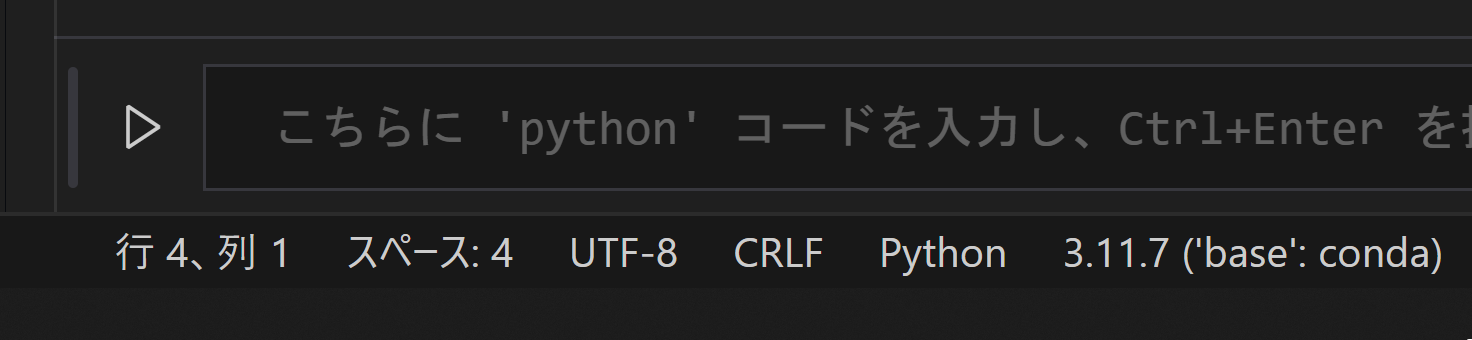 こちらに 'python' コードを入力し、Ctrl+Enter を
行 4、列 1 スペース: 4 UTF-8 CRLF Python 3.11.7 ('base': conda)